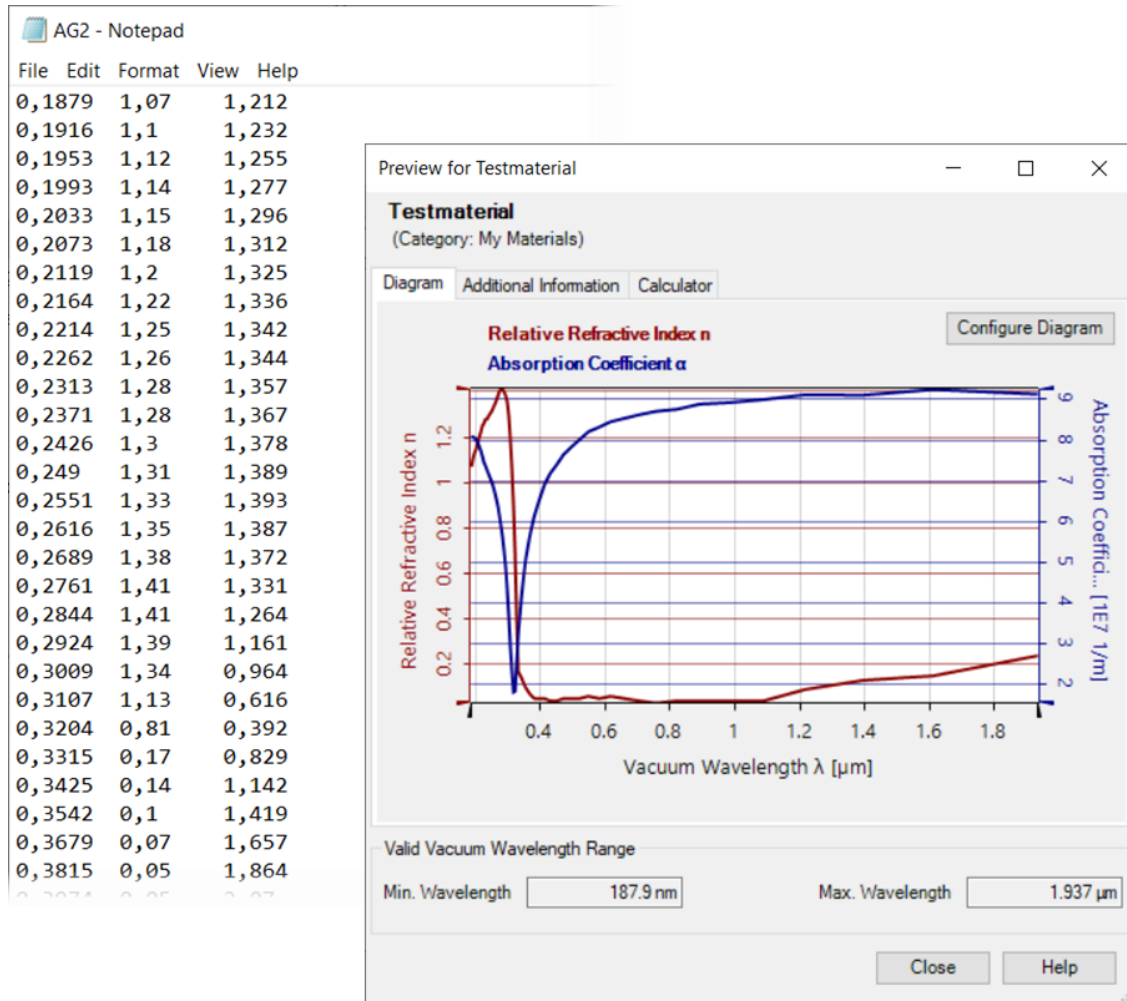 AG2 - Notepad
File Edit Format View Help
0,1879 1,07 1,212
0,1916 1,1 1,232
0,1953 1,12 1,255
0,1993 1,14 1,277
0,2033 1,15 1,296
0,2073 1,18 1,312
0,2119 1,2 1,325
0,2164 1,22 1,336
0,2214 1,25 1,342
0,2262 1,26 1,344
0,2313 1,28 1,357
0,2371 1,28 1,367
0,2426 1,3 1,378
0,249 1,31 1,389
0,2551 1,33 1,393
0,2616 1,35 1,387
0,2689 1,38 1,372
0,2761 1,41 1,331
0,2844 1,41 1,264
0,2924 1,39 1,161
0,3009 1,34 0,964
0,3107 1,13 0,616
0,3204 0,81 0,392
0,3315 0,17 0,829
0,3425 0,14 1,142
0,3542 0,1 1,419
0,3679 0,07 1,657
0,3815 0,05 1,864
Preview for Testmaterial
Testmaterial
(Category: My Materials)
Diagram Additional Information Calculator
Configure Diagram
Relative Refractive Index n
Absorption Coefficient α
Relative Refractive Index n
0.2 0.4 0.6 0.8 1 1.2
9
8
7
6
5
4
3
2
Absorption Coeffici... [1E7 1/m]
0.4 0.6 0.8 1 1.2 1.4 1.6 1.8
Vacuum Wavelength λ [µm]
Valid Vacuum Wavelength Range
Min. Wavelength 187.9 nm Max. Wavelength 1.937 µm
Close Help